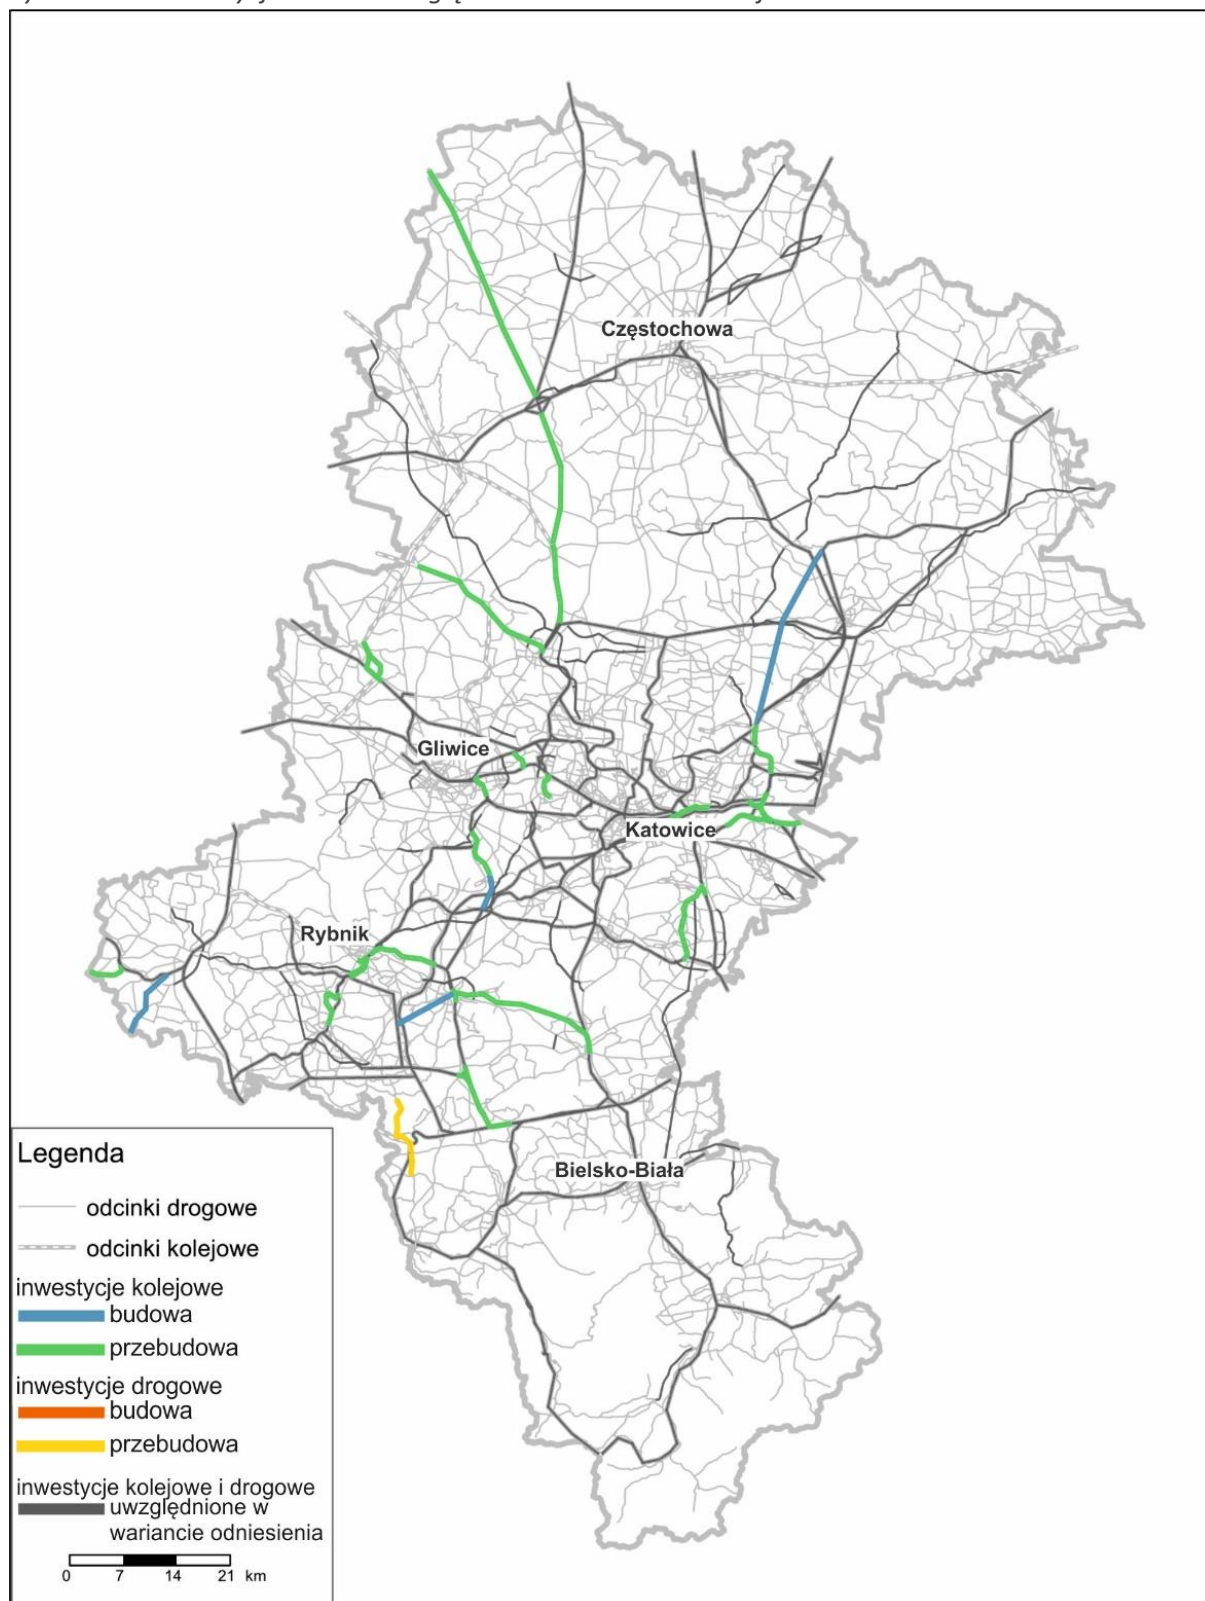 Częstochowa
Gliwice
Katowice
Rybnik
Bielsko-Biała
Legenda
odcinki drogowe
odcinki kolejowe
inwestycje kolejowe
budowa
przebudowa
inwestycje drogowe
budowa
przebudowa
inwestycje kolejowe i drogowe
uwzględnione w
wariancie odniesienia
0 7 14 21 km